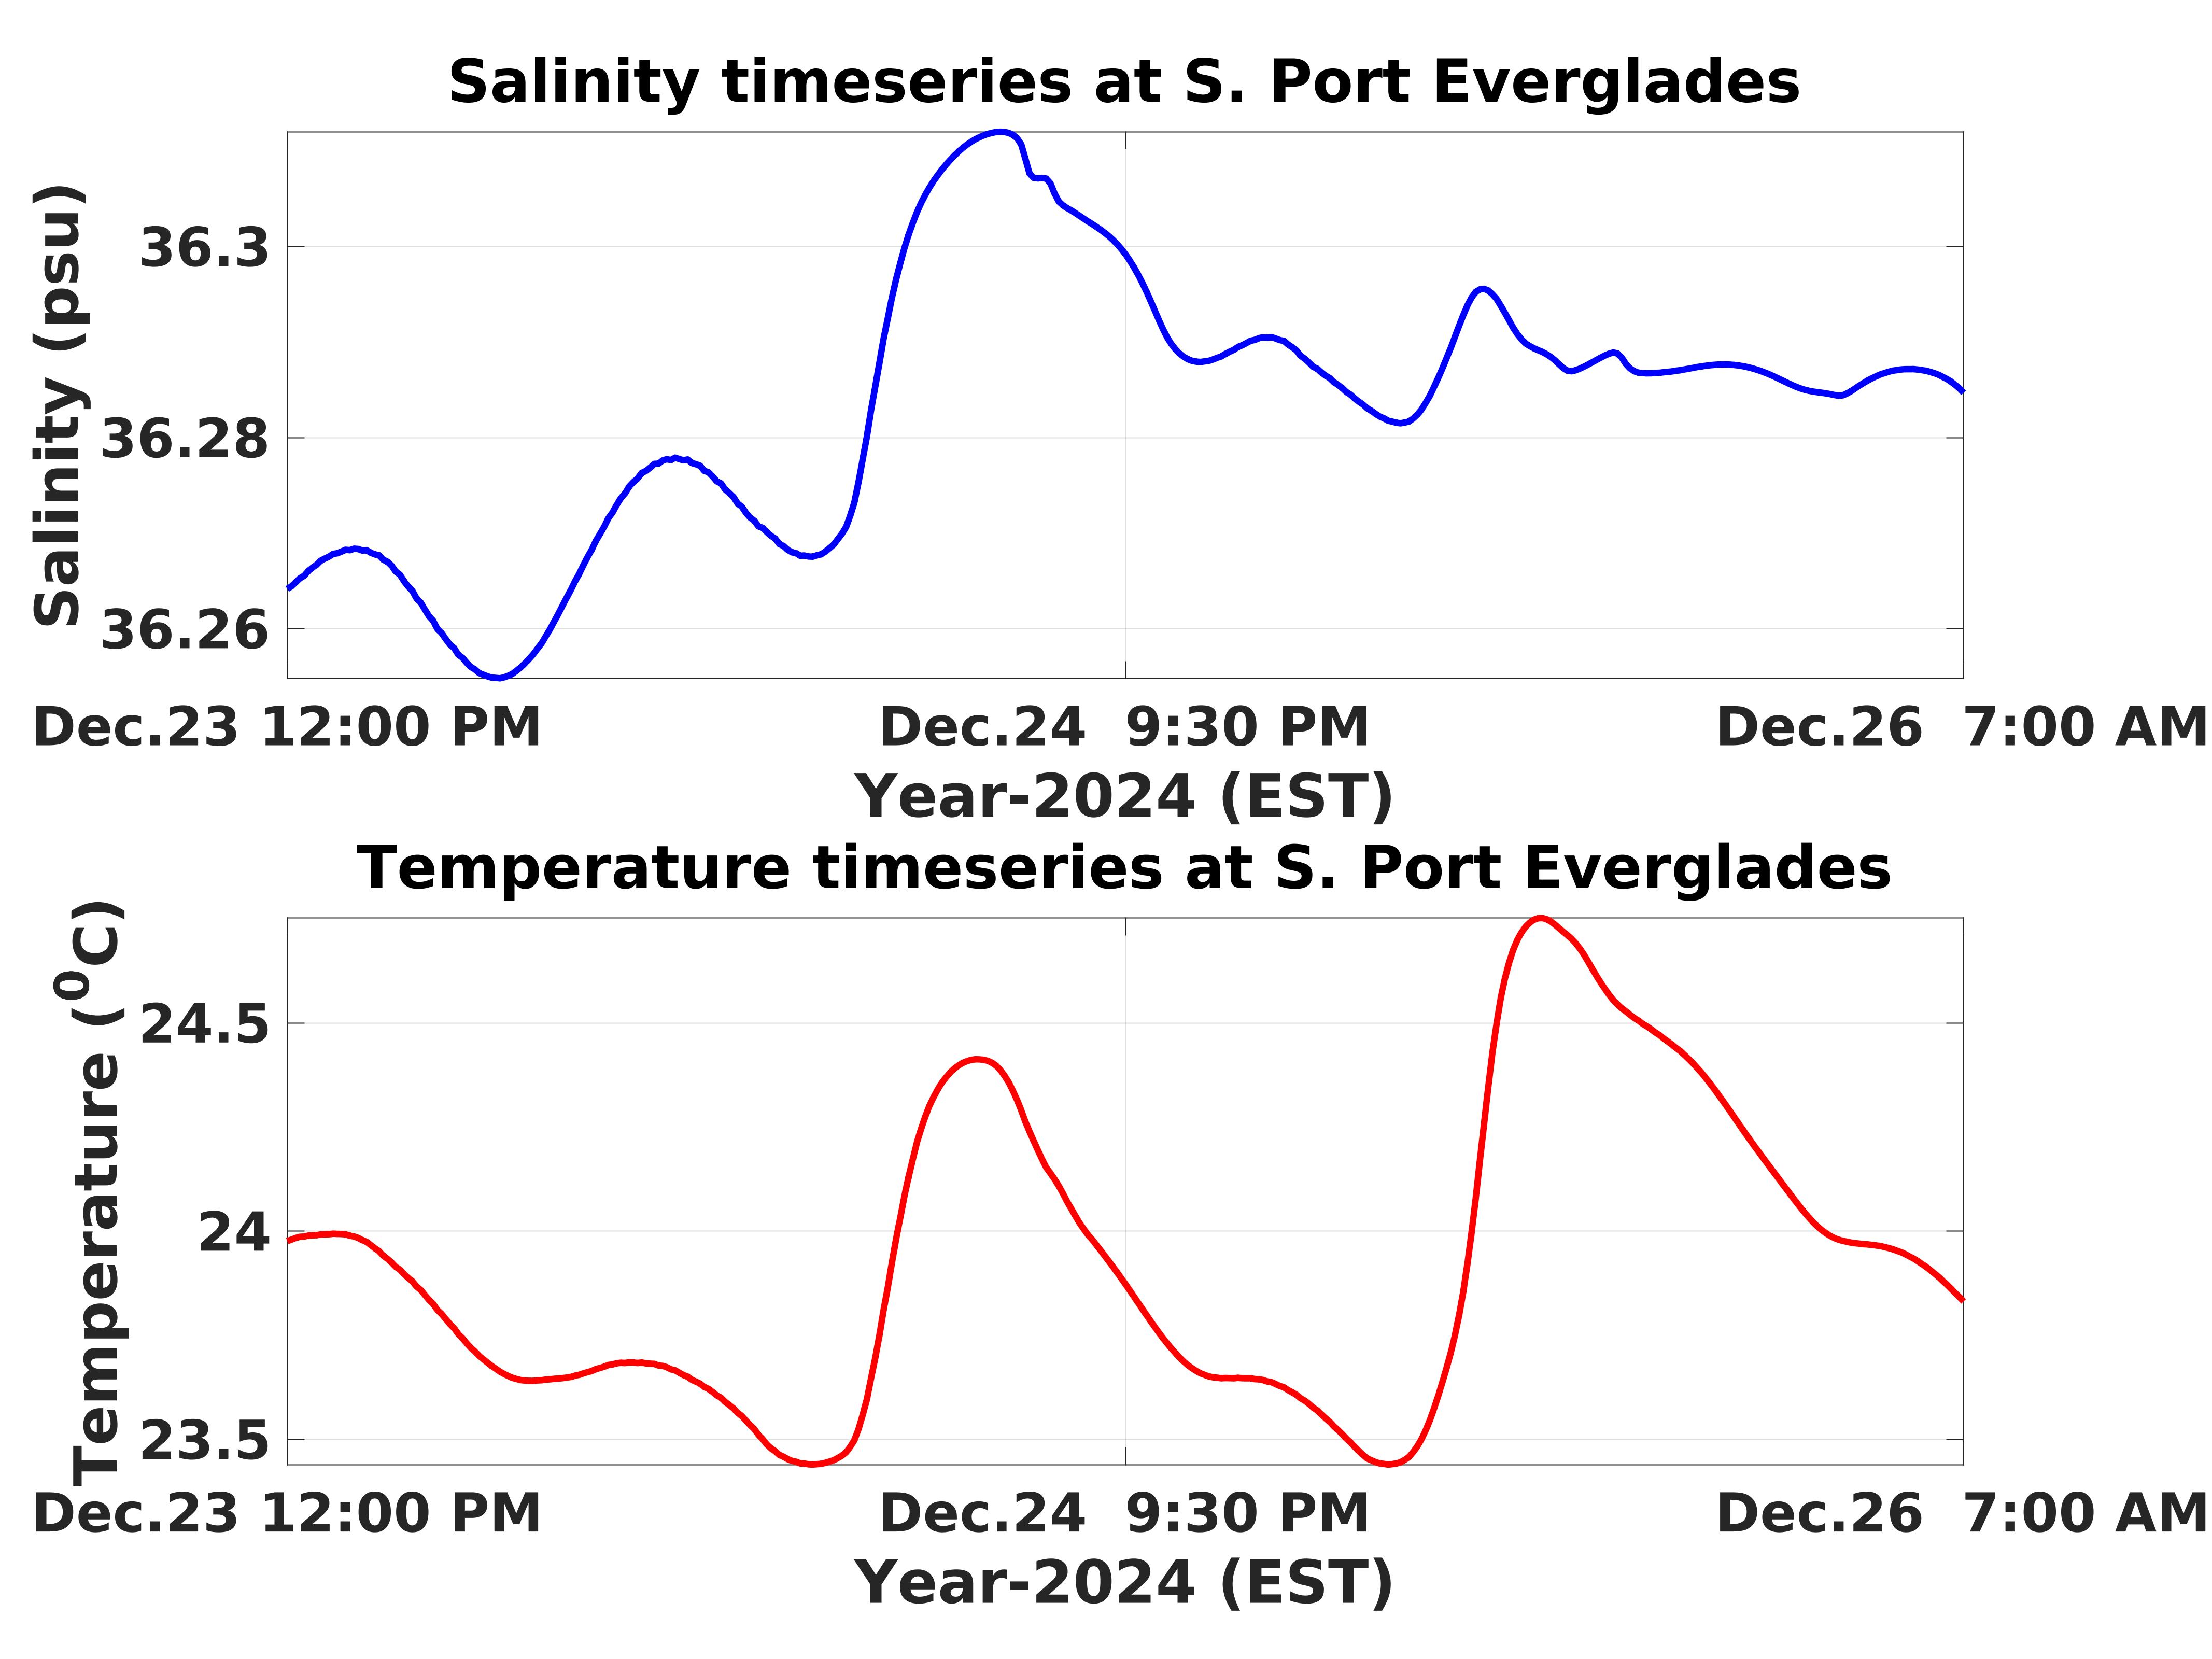 Salinity timeseries at S. Port Everglades
Salinity (psu)
36.3
36.28
36.26
Dec.23 12:00 PM Dec.24  9:30 PM Dec.26  7:00 AM
Year-2024 (EST)
Temperature timeseries at S. Port Everglades
Temperature (⁰C)
24.5
24
23.5
Dec.23 12:00 PM Dec.24  9:30 PM Dec.26  7:00 AM
Year-2024 (EST)